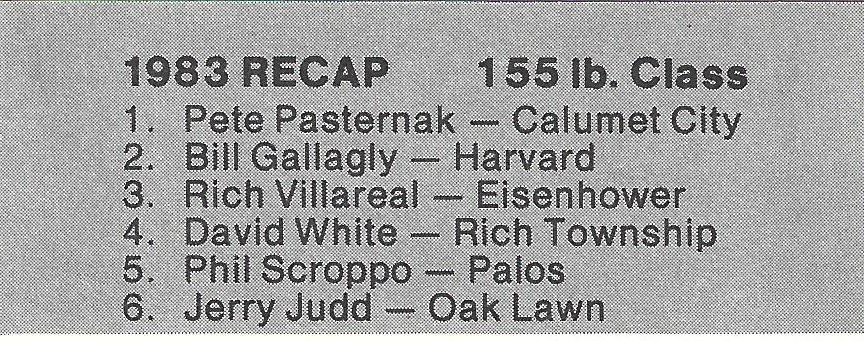 1983 RECAP 155 lb. Class
1. Pete Pasternak — Calumet City
2. Bill Gallagly — Harvard
3. Rich Villareal — Eisenhower
4. David White — Rich Township
5. Phil Scroppo — Palos
6. Jerry Judd — Oak Lawn